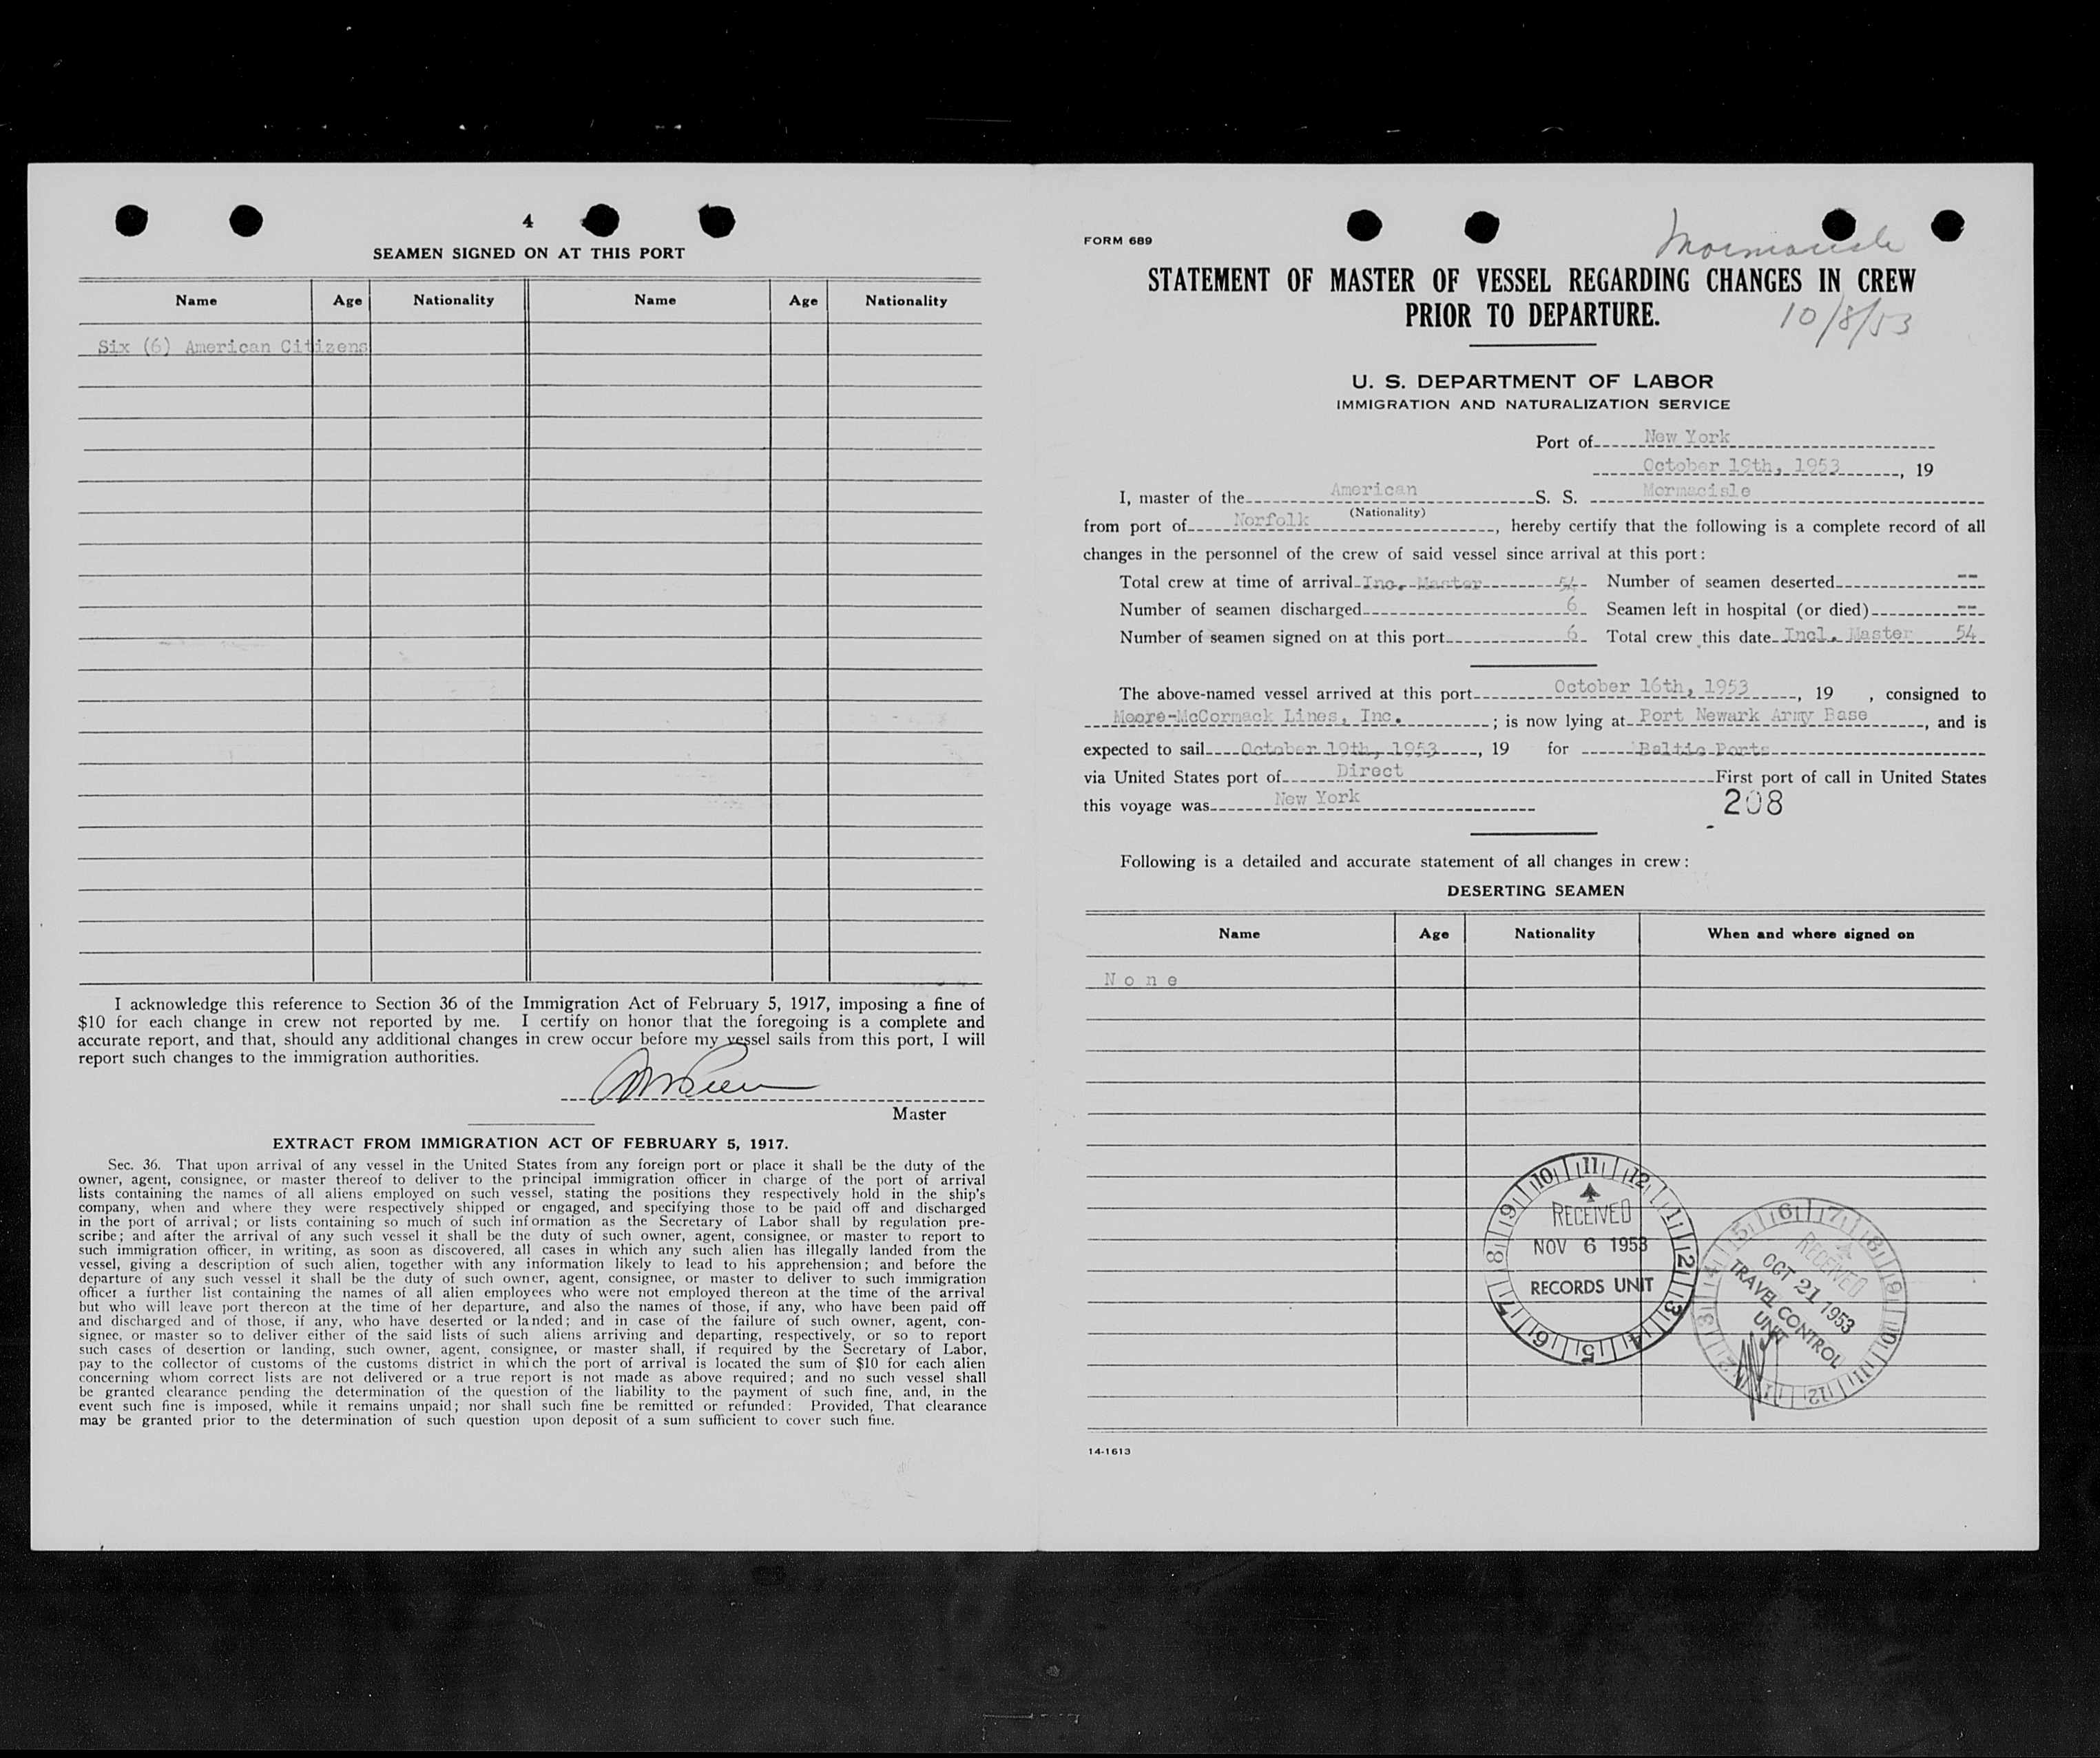 4
SEAMEN SIGNED ON AT THIS PORT
Name Age Nationality Name Age Nationality
Six (6) American Citizens
I acknowledge this reference to Section 36 of the Immigration Act of February 5, 1917, imposing a fine of
$10 for each change in crew not reported by me. I certify on honor that the foregoing is a complete and
accurate report, and that, should any additional changes in crew occur before my vessel sails from this port, I will
report such changes to the immigration authorities.
Master
EXTRACT FROM IMMIGRATION ACT OF FEBRUARY 5, 1917.
Sec. 36. That upon arrival of any vessel in the United States from any foreign port or place it shall be the duty of the
owner, agent, consignee, or master thereof to deliver to the principal immigration officer in charge of the port of arrival
lists containing the names of all aliens employed on such vessel, stating the positions they respectively hold in the ship's
company, when and where they were respectively shipped or engaged, and specifying those to be paid off and discharged
in the port of arrival; or lists containing so much of such information as the Secretary of Labor shall by regulation pre-
scribe; and after the arrival of any such vessel it shall be the duty of such owner, agent, consignee, or master to report to
such immigration officer, in writing, as soon as discovered, all cases in which any such alien has illegally landed from the
vessel, giving a description of such alien, together with any information likely to lead to his apprehension; and before the
departure of any such vessel it shall be the duty of such owner, agent, consignee, or master to deliver to such immigration
officer a further list containing the names of all alien employees who were not employed thereon at the time of the arrival
but who will leave port thereon at the time of her departure, and also the names of those, if any, who have been paid off
and discharged and of those, if any, who have deserted or landed; and in case of the failure of such owner, agent, con-
signee, or master so to deliver either of the said lists of such aliens arriving and departing, respectively, or so to report
such cases of desertion or landing, such owner, agent, consignee, or master shall, if required by the Secretary of Labor,
pay to the collector of customs of the customs district in which the port of arrival is located the sum of $10 for each alien
concerning whom correct lists are not delivered or a true report is not made as above required; and no such vessel shall
be granted clearance pending the determination of the question of the liability to the payment of such fine, and, in the
event such fine is imposed, while it remains unpaid; nor shall such fine be remitted or refunded: Provided, That clearance
may be granted prior to the determination of such question upon deposit of a sum sufficient to cover such fine.
FORM 689
Mormacisle
STATEMENT OF MASTER OF VESSEL REGARDING CHANGES IN CREW
PRIOR TO DEPARTURE.
10/8/53
U. S. DEPARTMENT OF LABOR
IMMIGRATION AND NATURALIZATION SERVICE
Port of New York
October 19th, 1953, 19
I, master of the American S. S. Mormacisle
(Nationality)
from port of Norfolk, hereby certify that the following is a complete record of all
changes in the personnel of the crew of said vessel since arrival at this port:
Total crew at time of arrival Inc. Master 54 Number of seamen deserted --
Number of seamen discharged 6 Seamen left in hospital (or died) --
Number of seamen signed on at this port 6 Total crew this date Incl. Master 54
The above-named vessel arrived at this port October 16th, 1953, 19 , consigned to
Moore-McCormack Lines, Inc. ; is now lying at Port Newark Army Base, and is
expected to sail October 19th, 1953, 19 for Baltic Ports
via United States port of Direct First port of call in United States
this voyage was New York
208
Following is a detailed and accurate statement of all changes in crew:
DESERTING SEAMEN
Name Age Nationality When and where signed on
None
RECEIVED
NOV 6 1953
RECORDS UNIT
11 12 1 2 3 4 5 6 7 8 9 10
RECEIVED
OCT 21 1953
TRAVEL CONTROL
UNIT
5 6 7 8 9 10 11 12 1 2 3 4
14-1613